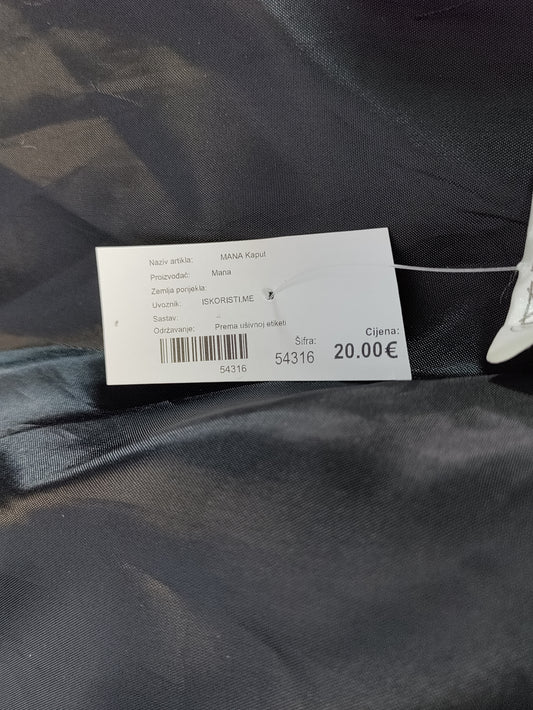 Naziv artikla: MANA Kaput
Proizvođač: Mana
Zemlja porijekla:
Uvoznik: ISKORISTI.ME
Sastav: --
Održavanje: Prema ušivnoj etiketi
54316
Šifra:
54316
Cijena:
20.00€